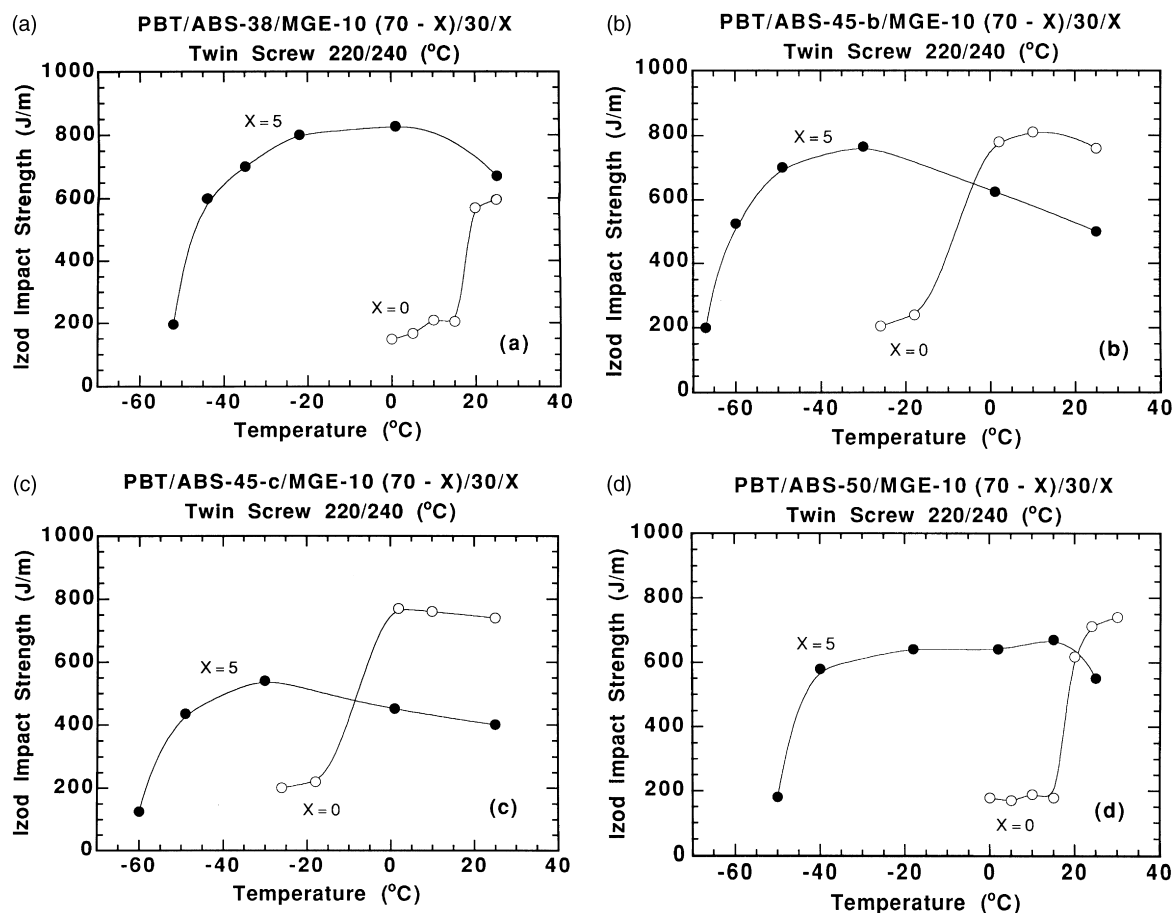 (a)
PBT/ABS-38/MGE-10 (70 - X)/30/X
Twin Screw 220/240 (°C)
Izod Impact Strength (J/m)
1000
800
600
400
200
0
X = 5
X = 0
(a)
-60 -40 -20 0 20 40
Temperature (°C)
(b)
PBT/ABS-45-b/MGE-10 (70 - X)/30/X
Twin Screw 220/240 (°C)
Izod Impact Strength (J/m)
1000
800
600
400
200
0
X = 5
X = 0
(b)
-60 -40 -20 0 20 40
Temperature (°C)
(c)
PBT/ABS-45-c/MGE-10 (70 - X)/30/X
Twin Screw 220/240 (°C)
Izod Impact Strength (J/m)
1000
800
600
400
200
0
X = 5
X = 0
(c)
-60 -40 -20 0 20 40
Temperature (°C)
(d)
PBT/ABS-50/MGE-10 (70 - X)/30/X
Twin Screw 220/240 (°C)
Izod Impact Strength (J/m)
1000
800
600
400
200
0
X = 5
X = 0
(d)
-60 -40 -20 0 20 40
Temperature (°C)